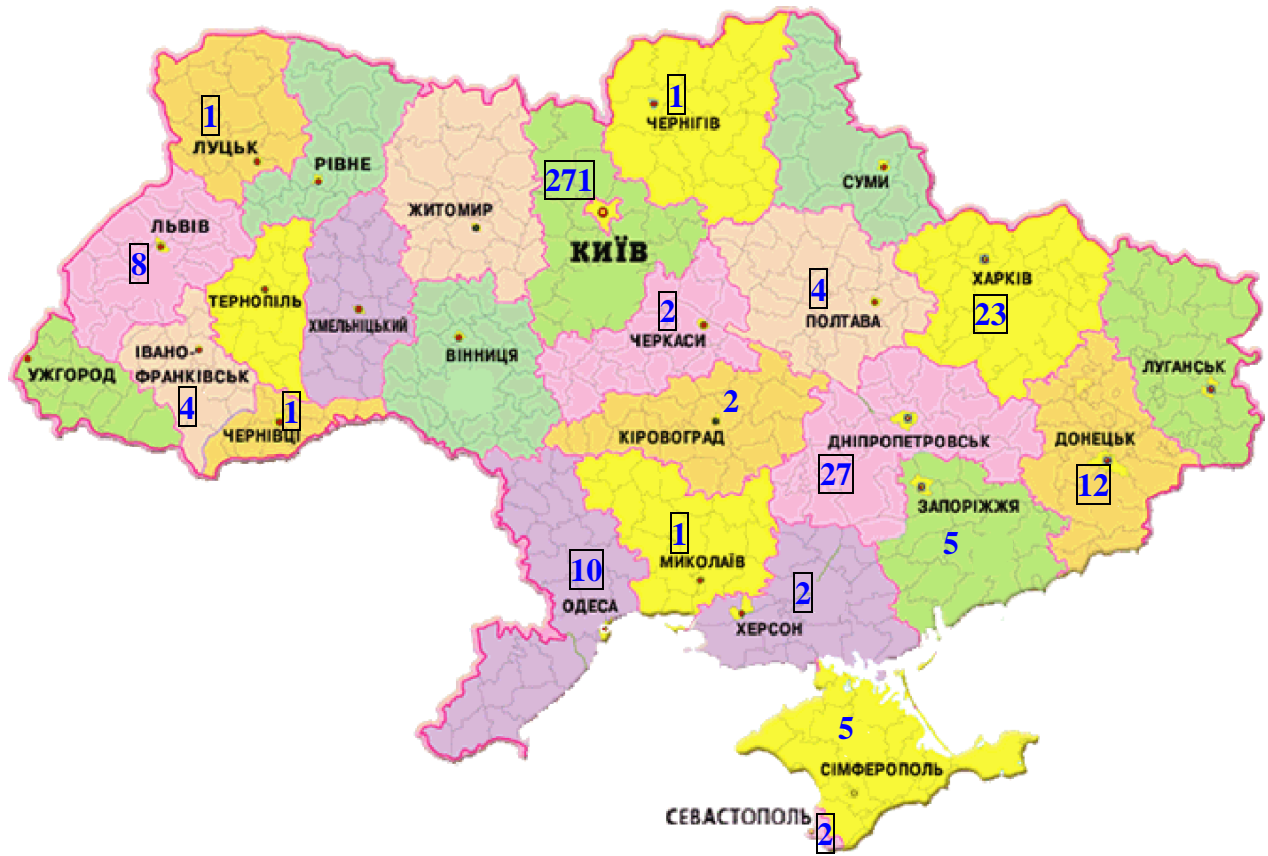 1
ЧЕРНІГІВ
1
ЛУЦЬК
РІВНЕ
271
СУМИ
ЖИТОМИР
ЛЬВІВ
8
КИЇВ
ХАРКІВ
23
4
ПОЛТАВА
ТЕРНОПІЛЬ
ХМЕЛЬНІЦЬКИЙ
2
ЧЕРКАСИ
ВІННИЦЯ
ІВАНО-
ФРАНКІВСЬК
4
УЖГОРОД
ЛУГАНСЬК
1
ЧЕРНІВЦІ
2
КІРОВОГРАД
ДНІПРОПЕТРОВСЬК
27
ДОНЕЦЬК
12
ЗАПОРІЖЖЯ
5
1
МИКОЛАЇВ
10
ОДЕСА
2
ХЕРСОН
5
СІМФЕРОПОЛЬ
СЕВАСТОПОЛЬ
2